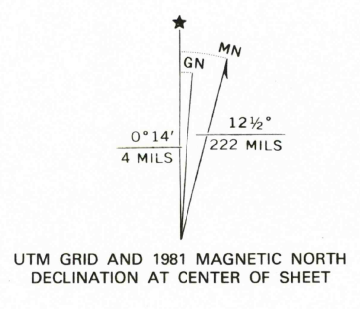 ★
MN
GN
0°14′
4 MILS
12½°
222 MILS
UTM GRID AND 1981 MAGNETIC NORTH
DECLINATION AT CENTER OF SHEET